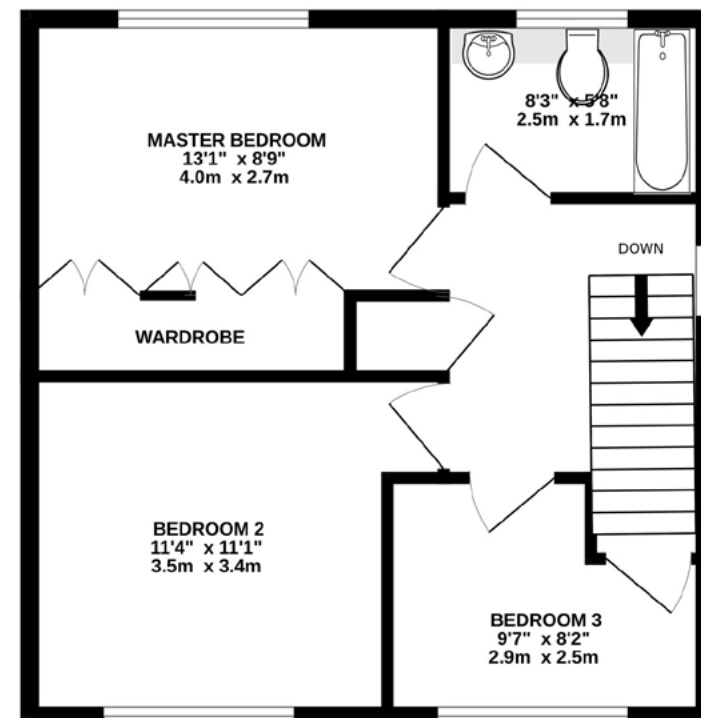 8'3" x 5'8"
2.5m x 1.7m
MASTER BEDROOM
13'1" x 8'9"
4.0m x 2.7m
DOWN
WARDROBE
BEDROOM 2
11'4" x 11'1"
3.5m x 3.4m
BEDROOM 3
9'7" x 8'2"
2.9m x 2.5m